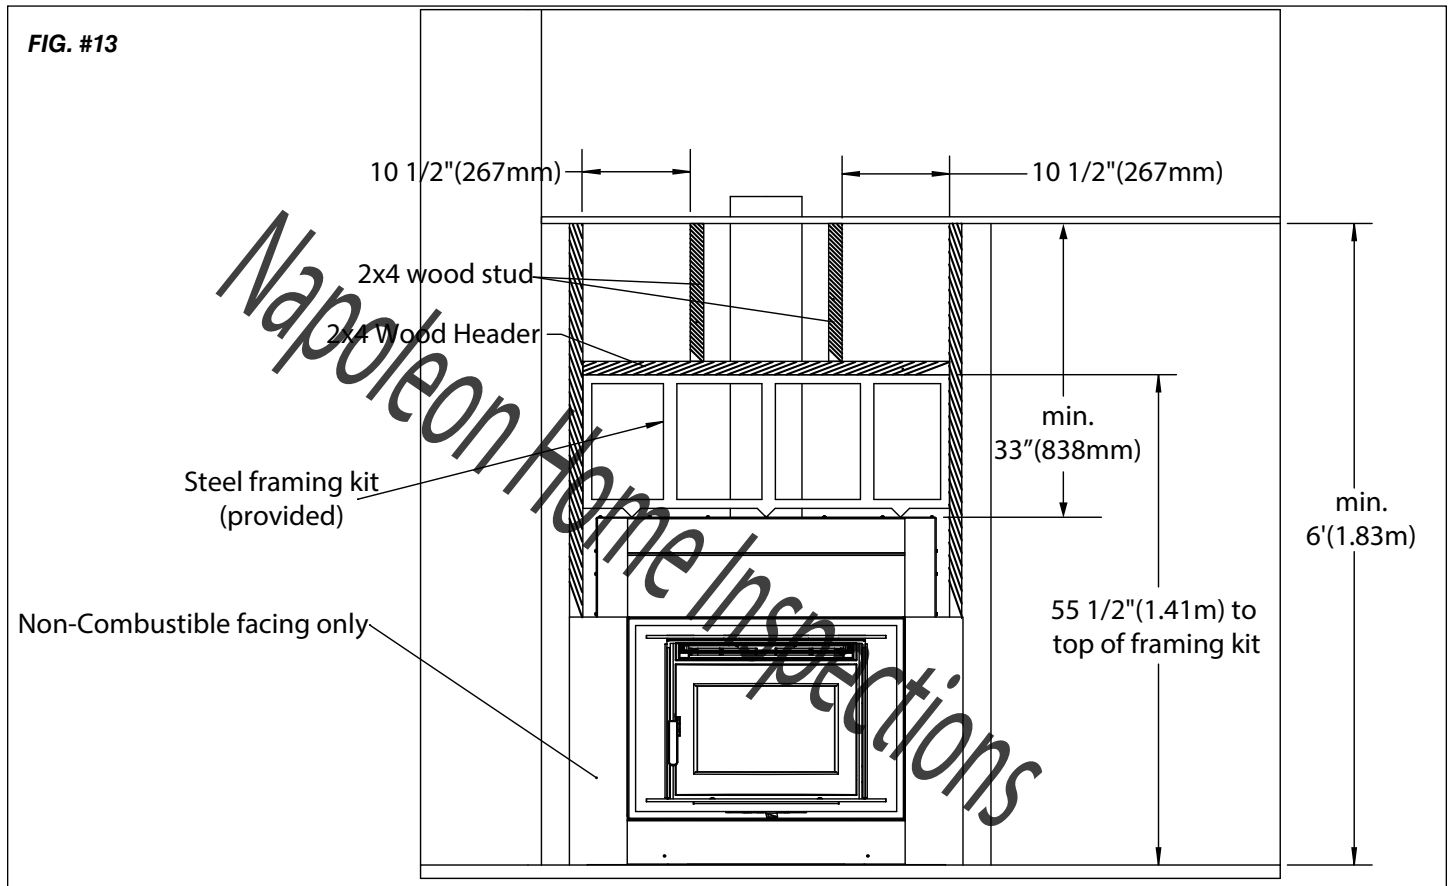 FIG. #13
10 1/2"(267mm)
10 1/2"(267mm)
2x4 wood stud
2x4 Wood Header
min.
33”(838mm)
Steel framing kit
(provided)
min.
6'(1.83m)
55 1/2"(1.41m) to
top of framing kit
Non-Combustible facing only
Napoleon Home Inspections